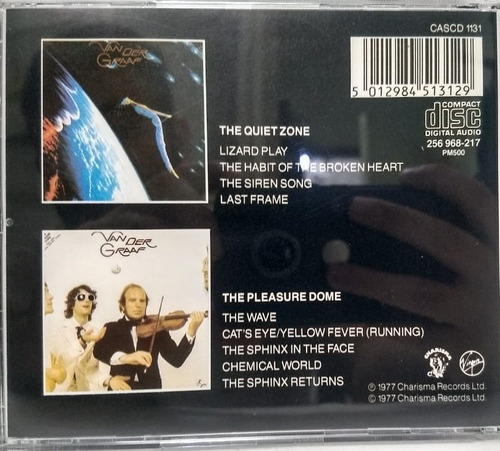 CASCD 1131
5 012984 513129
COMPACT
disc
DIGITAL AUDIO
256 968-217
PM500
VAN DER
GRAAF
THE QUIET ZONE
LIZARD PLAY
THE HABIT OF THE BROKEN HEART
THE SIREN SONG
LAST FRAME
VAN DER
GRAAF
THE PLEASURE DOME
THE WAVE
CAT'S EYE/YELLOW FEVER (RUNNING)
THE SPHINX IN THE FACE
CHEMICAL WORLD
THE SPHINX RETURNS
CHARISMA
Virgin
℗ 1977 Charisma Records Ltd.
© 1977 Charisma Records Ltd.